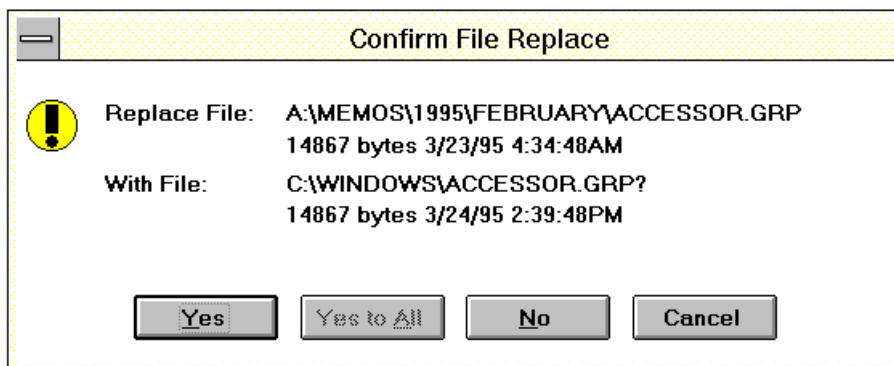 Confirm File Replace
Replace File: A:\MEMOS\1995\FEBRUARY\ACCESSOR.GRP
14867 bytes 3/23/95 4:34:48AM
With File: C:\WINDOWS\ACCESSOR.GRP?
14867 bytes 3/24/95 2:39:48PM
Yes Yes to All No Cancel